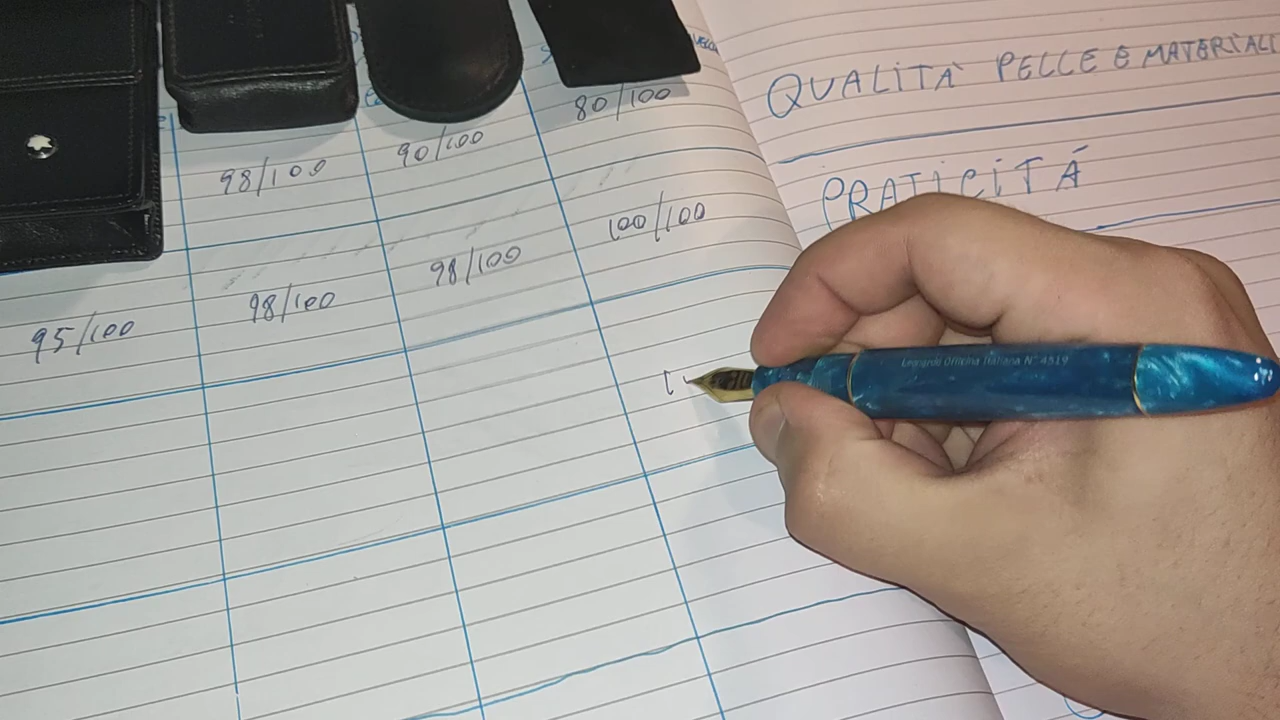 QUALITÀ PELLE E MATERIALI
PRATICITÁ
98/100 90/100 80/100
95/100 98/100 98/100 100/100
Leonardo Officina Italiana N° 4519